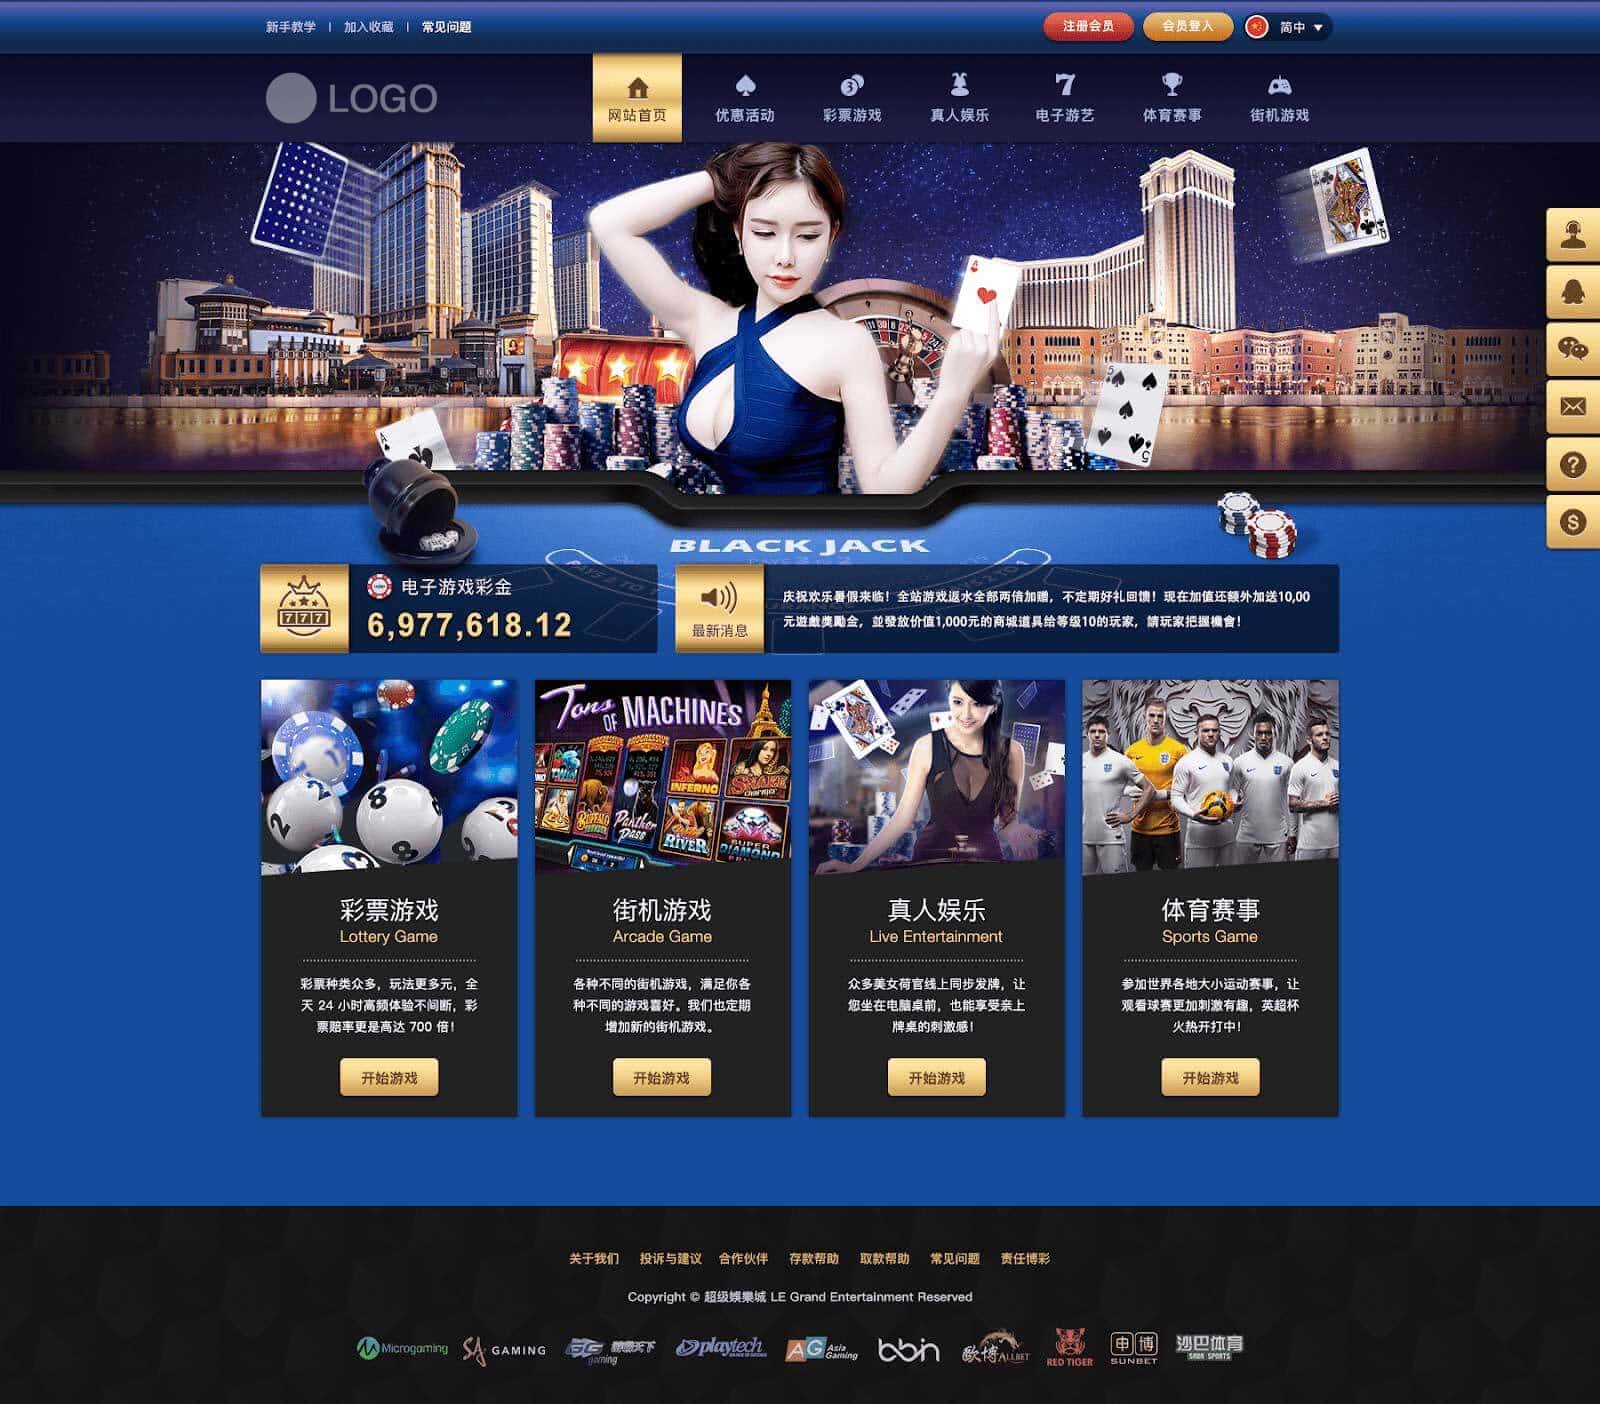 新手教学 | 加入收藏 | 常见问题
注册会员
会员登入
简中
LOGO
网站首页
优惠活动
彩票游戏
真人娱乐
电子游艺
体育赛事
街机游戏
BLACK JACK
电子游戏彩金
6,977,618.12
777
最新消息
庆祝欢乐暑假来临！全站游戏返水全部两倍加赠，不定期好礼回馈！现在加值还额外加送10,00
元遊戲奬勵金，並發放价值1,000元的商城道具给等级10的玩家，請玩家把握機會！
Tons
OF MACHINES
INFERNO
BUFFALO
Panther
Pass
RIVER
SUPER
DIAMOND
彩票游戏
Lottery Game
彩票种类众多，玩法更多元，全
天 24 小时高频体验不间断，彩
票赔率更是高达 700 倍！
开始游戏
街机游戏
Arcade Game
各种不同的街机游戏，满足你各
种不同的游戏喜好。我们也定期
增加新的街机游戏。
开始游戏
真人娱乐
Live Entertainment
众多美女荷官线上同步发牌，让
您坐在电脑桌前，也能享受亲上
牌桌的刺激感！
开始游戏
体育赛事
Sports Game
参加世界各地大小运动赛事，让
观看球赛更加刺激有趣，英超杯
火热开打中！
开始游戏
关于我们 投诉与建议 合作伙伴 存款帮助 取款帮助 常见问题 责任博彩
Copyright © 超级娛樂城 LE Grand Entertainment Reserved
Microgaming
SA GAMING
GG gaming
playtech
AG Asia Gaming
bbin
歐博 ALLBET
RED TIGER
申博 SUNBET
沙巴体育 SABA SPORTS